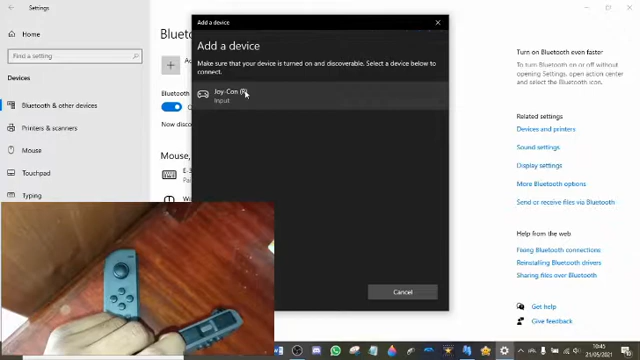 Settings
Home
Find a setting
Devices
Bluetooth & other devices
Printers & scanners
Mouse
Touchpad
Typing
Bluetooth
Bluetooth
Now disco
Mouse,
Add a device
Add a device
Make sure that your device is turned on and discoverable. Select a device below to
connect.
Joy-Con (R)
Input
Cancel
Turn on Bluetooth even faster
To turn Bluetooth on or off without
opening Settings, open action center
and select the Bluetooth icon.
Related settings
Devices and printers
Sound settings
Display settings
More Bluetooth options
Send or receive files via Bluetooth
Help from the web
Fixing Bluetooth connections
Reinstalling Bluetooth drivers
Sharing files over Bluetooth
Get help
Give feedback
10:45
21/05/2021